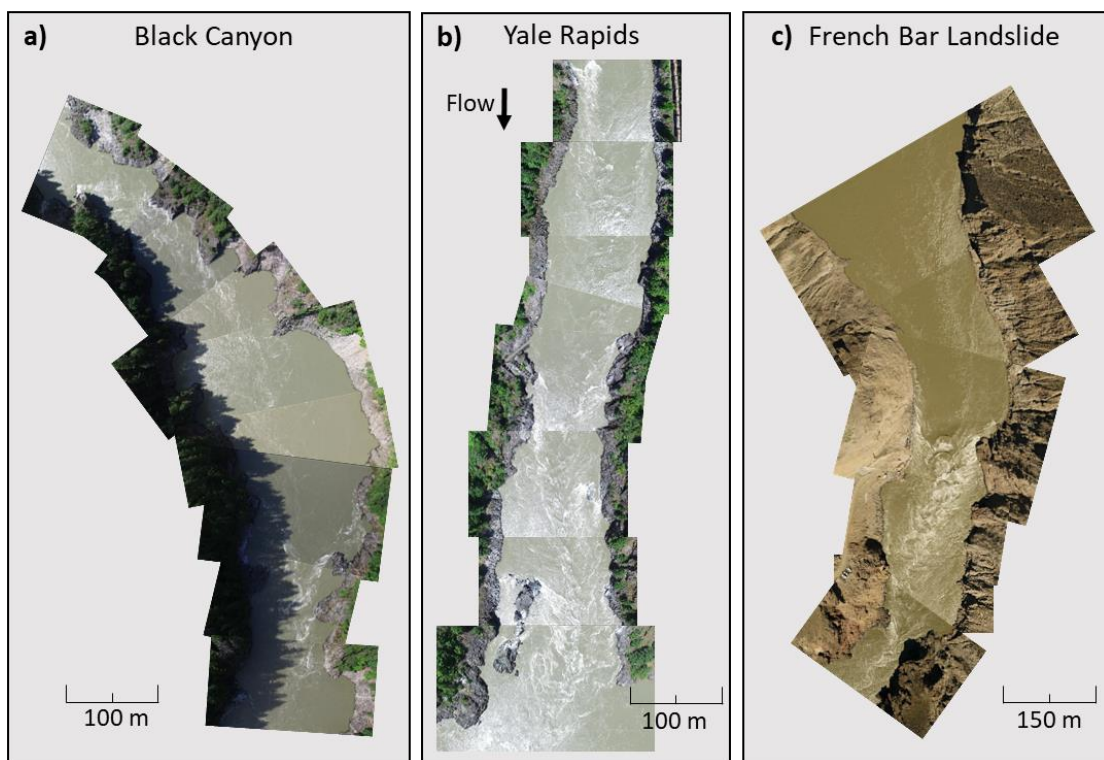 a) Black Canyon
b) Yale Rapids
c) French Bar Landslide
Flow
100 m
100 m
150 m